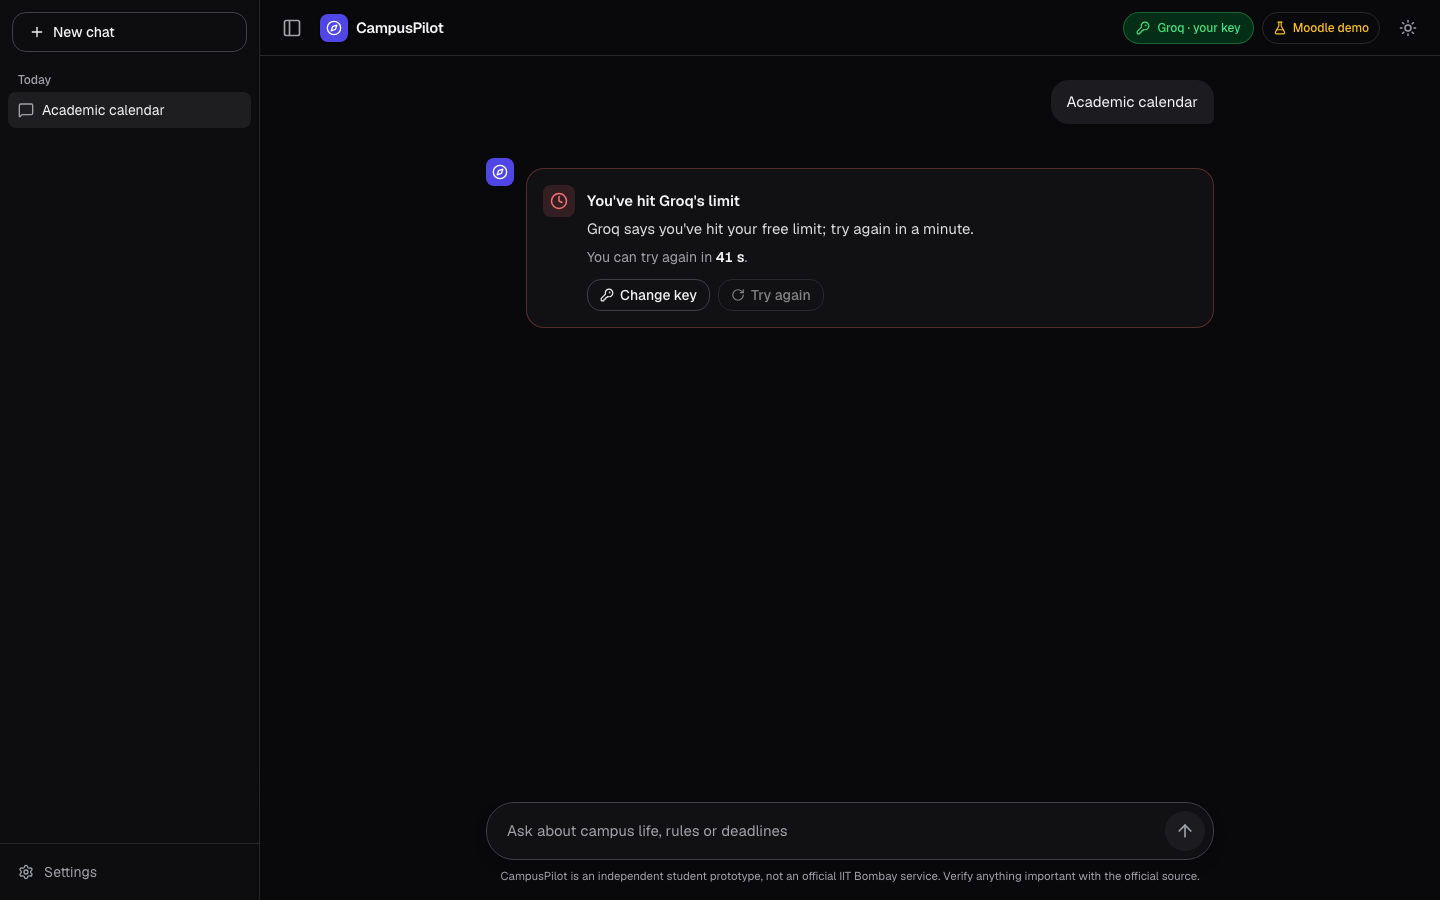 New chat
Today
Academic calendar
Settings
CampusPilot
Groq · your key
Moodle demo
Academic calendar
You've hit Groq's limit
Groq says you've hit your free limit; try again in a minute.
You can try again in 41 s.
Change key
Try again
Ask about campus life, rules or deadlines
CampusPilot is an independent student prototype, not an official IIT Bombay service. Verify anything important with the official source.